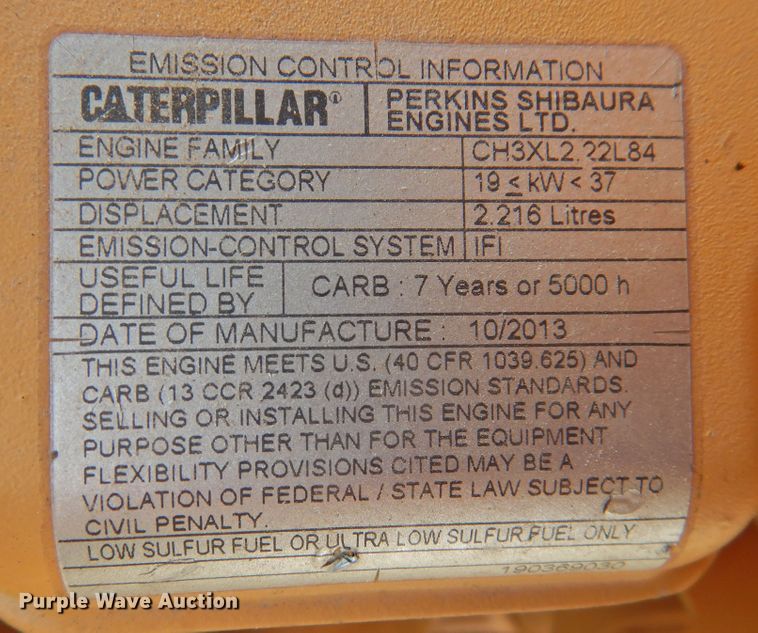 EMISSION CONTROL INFORMATION
CATERPILLAR® PERKINS SHIBAURA
ENGINES LTD.
ENGINE FAMILY CH3XL2.22L84
POWER CATEGORY 19 ≤ kW < 37
DISPLACEMENT 2.216 Litres
EMISSION-CONTROL SYSTEM IFI
USEFUL LIFE
DEFINED BY CARB : 7 Years or 5000 h
DATE OF MANUFACTURE : 10/2013
THIS ENGINE MEETS U.S. (40 CFR 1039.625) AND
CARB (13 CCR 2423 (d)) EMISSION STANDARDS.
SELLING OR INSTALLING THIS ENGINE FOR ANY
PURPOSE OTHER THAN FOR THE EQUIPMENT
FLEXIBILITY PROVISIONS CITED MAY BE A
VIOLATION OF FEDERAL / STATE LAW SUBJECT TO
CIVIL PENALTY.
LOW SULFUR FUEL OR ULTRA LOW SULFUR FUEL ONLY
190369030
Purple Wave Auction